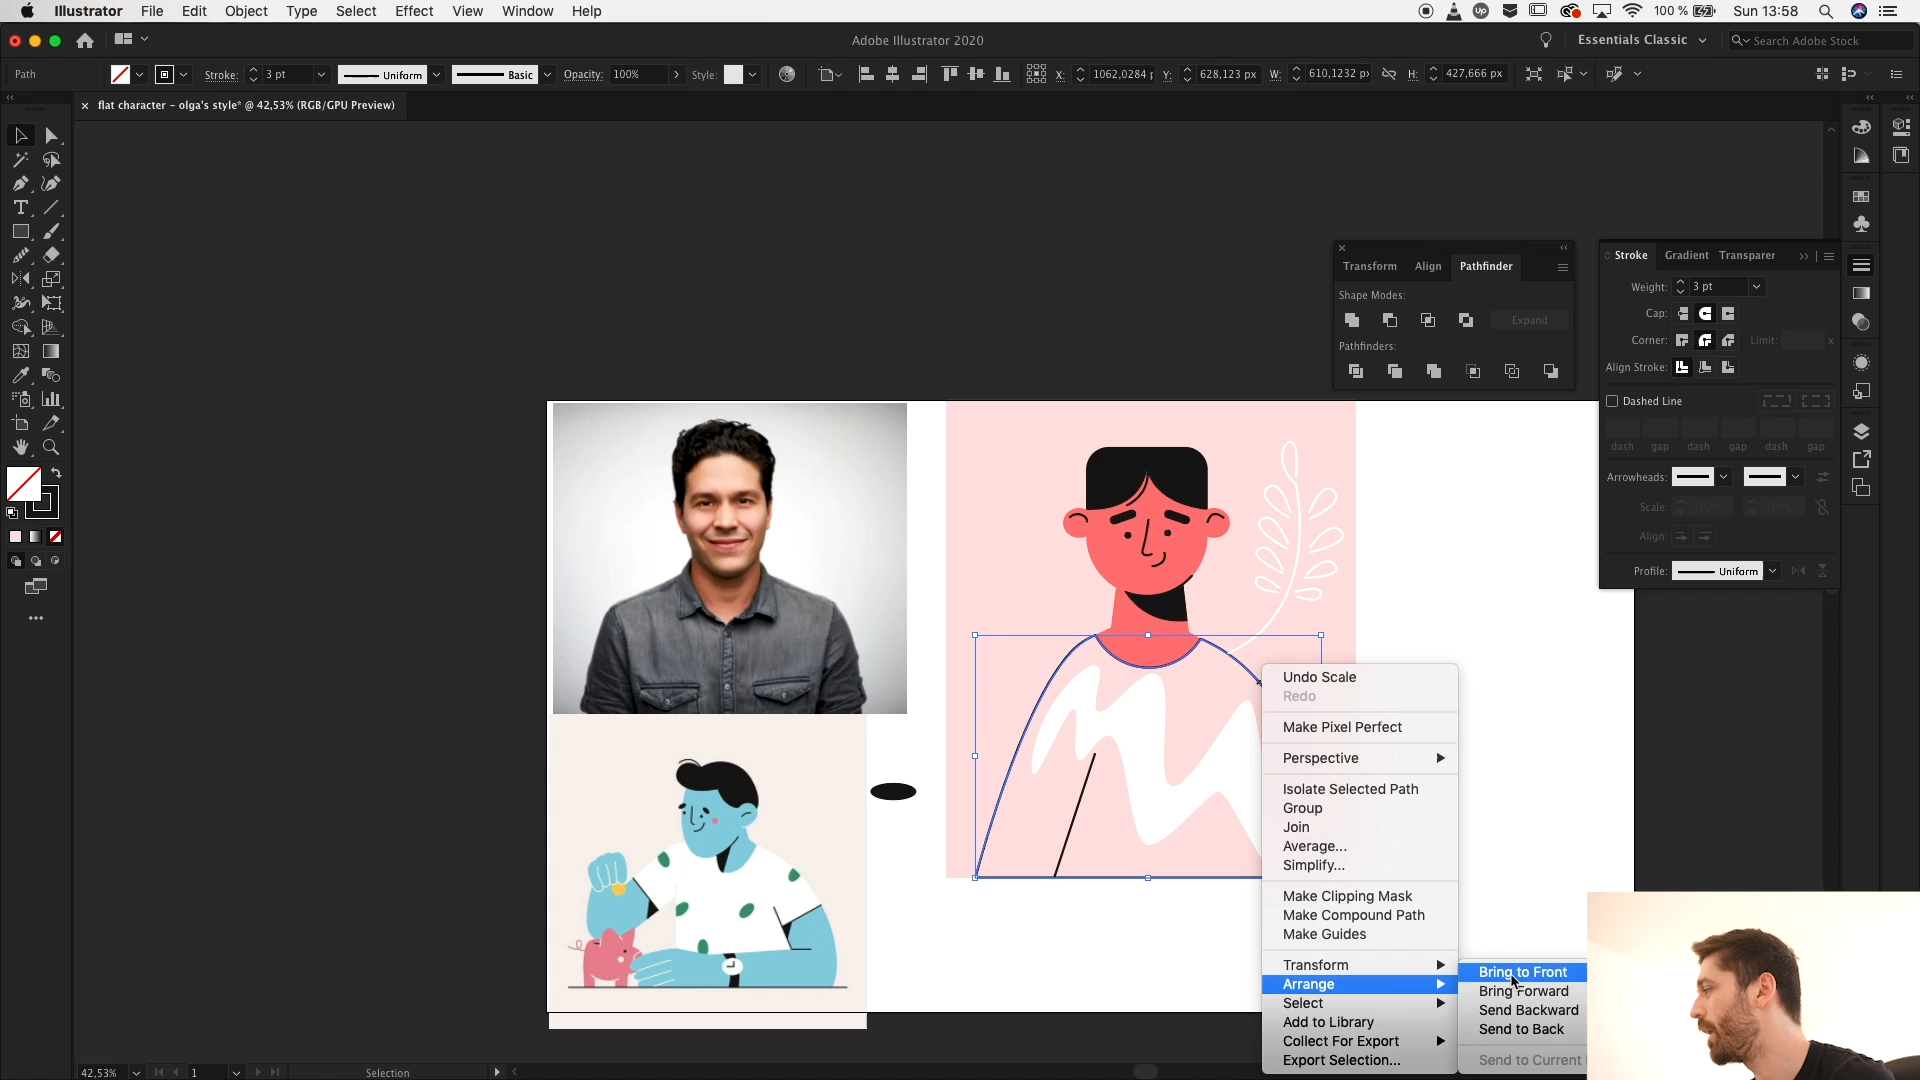 Illustrator File Edit Object Type Select Effect View Window Help
100 % Sun 13:58
Adobe Illustrator 2020
Essentials Classic
Search Adobe Stock
Path
Stroke: 3 pt Uniform Basic Opacity: 100% Style: X: 1062,0284 Y: 628,123 px W: 610,1232 px H: 427,666 px
× flat character – olga's style* @ 42,53% (RGB/GPU Preview)
Transform Align Pathfinder
Shape Modes:
Expand
Pathfinders:
Stroke Gradient Transparer
Weight: 3 pt
Cap:
Corner: Limit: x
Align Stroke:
Dashed Line
dash gap dash gap dash gap
Arrowheads:
Scale: 100% 100%
Align:
Profile: Uniform
Undo Scale
Redo
Make Pixel Perfect
Perspective
Isolate Selected Path
Group
Join
Average...
Simplify...
Make Clipping Mask
Make Compound Path
Make Guides
Transform
Arrange
Select
Add to Library
Collect For Export
Export Selection...
Bring to Front
Bring Forward
Send Backward
Send to Back
Send to Current
42,53% 1 Selection